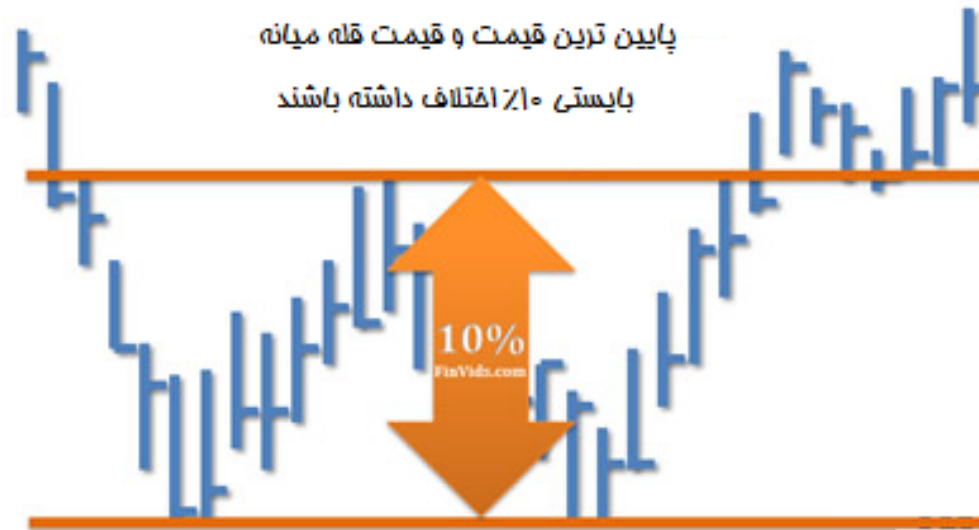 پایین ترین قیمت و قیمت قله میانه
بایستی ۱۰٪ اختلاف داشته باشند
10%
FinVids.com